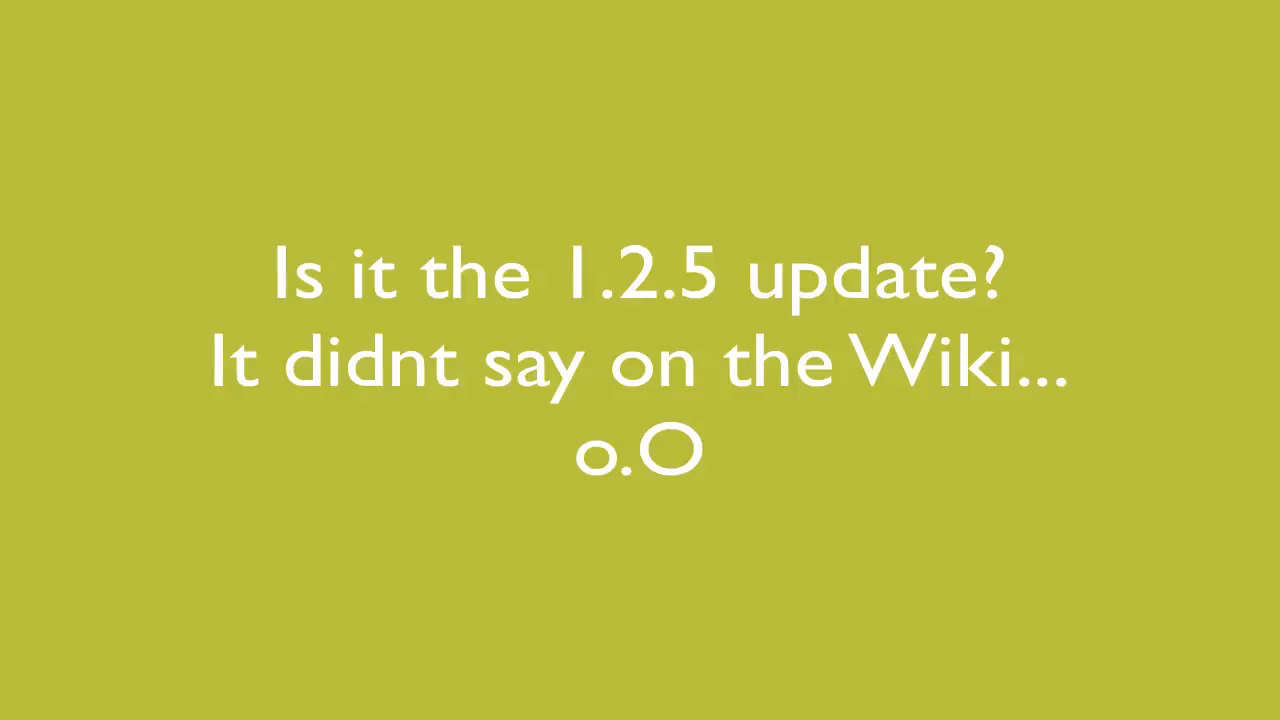 Is it the 1.2.5 update?
It didnt say on the Wiki...
o.O